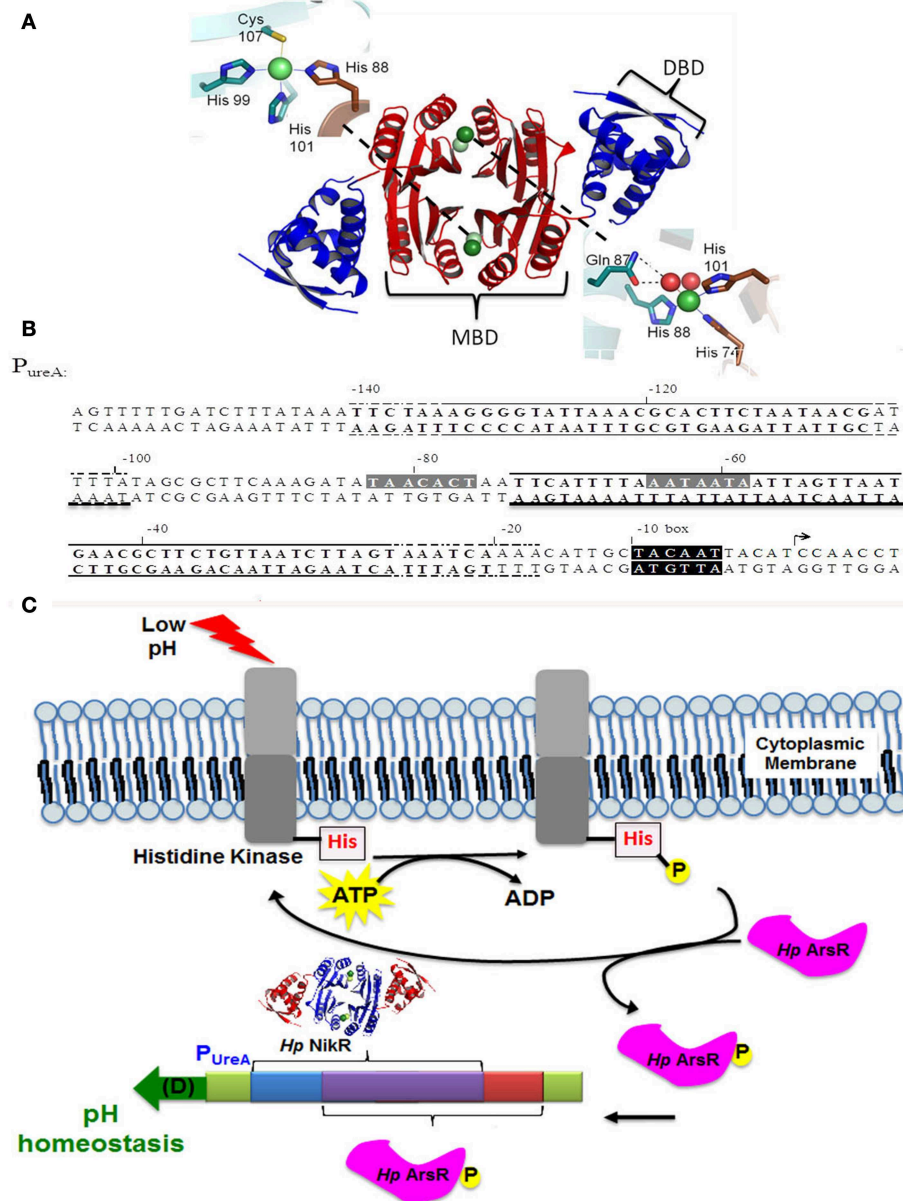 A
Cys
107
His 88
His 99
His
101
DBD
MBD
Gln 87
His
101
His 88
His 74
B
PureA:
-140
-120
AGTTTTTGATCTTTATAAATTCTAAAGGGGGTATTAAACGCACTTCTAATAACGAT
TCAAAAACTAGAAATATTTAAGATTTCCCCCATAATTTGCGTGAAGATTATTGCTA
-100
-80
-60
TTTATAGCGCTTCAAAGATATAACACTAATTCATTTTAAATAATAATTAGTTAAT
AAATATCGCGAAGTTTCTATATTGTGATTAAGTAAAATTTATTATTAATCAATTA
-40
-20
-10 box
GAACGCTTCTGTTAATCTTAGTAAATCAAAACATTGCTACAATTACATCCAACCT
CTTGCGAAGACAATTAGAATCATTTAGTTTTGTAACGATGTTAATGTAGGTTGGA
C
Low
pH
Cytoplasmic
Membrane
His
His
Histidine Kinase
P
ATP
ADP
Hp ArsR
Hp NikR
Hp ArsR P
PUreA
(D)
pH
homeostasis
Hp ArsR P